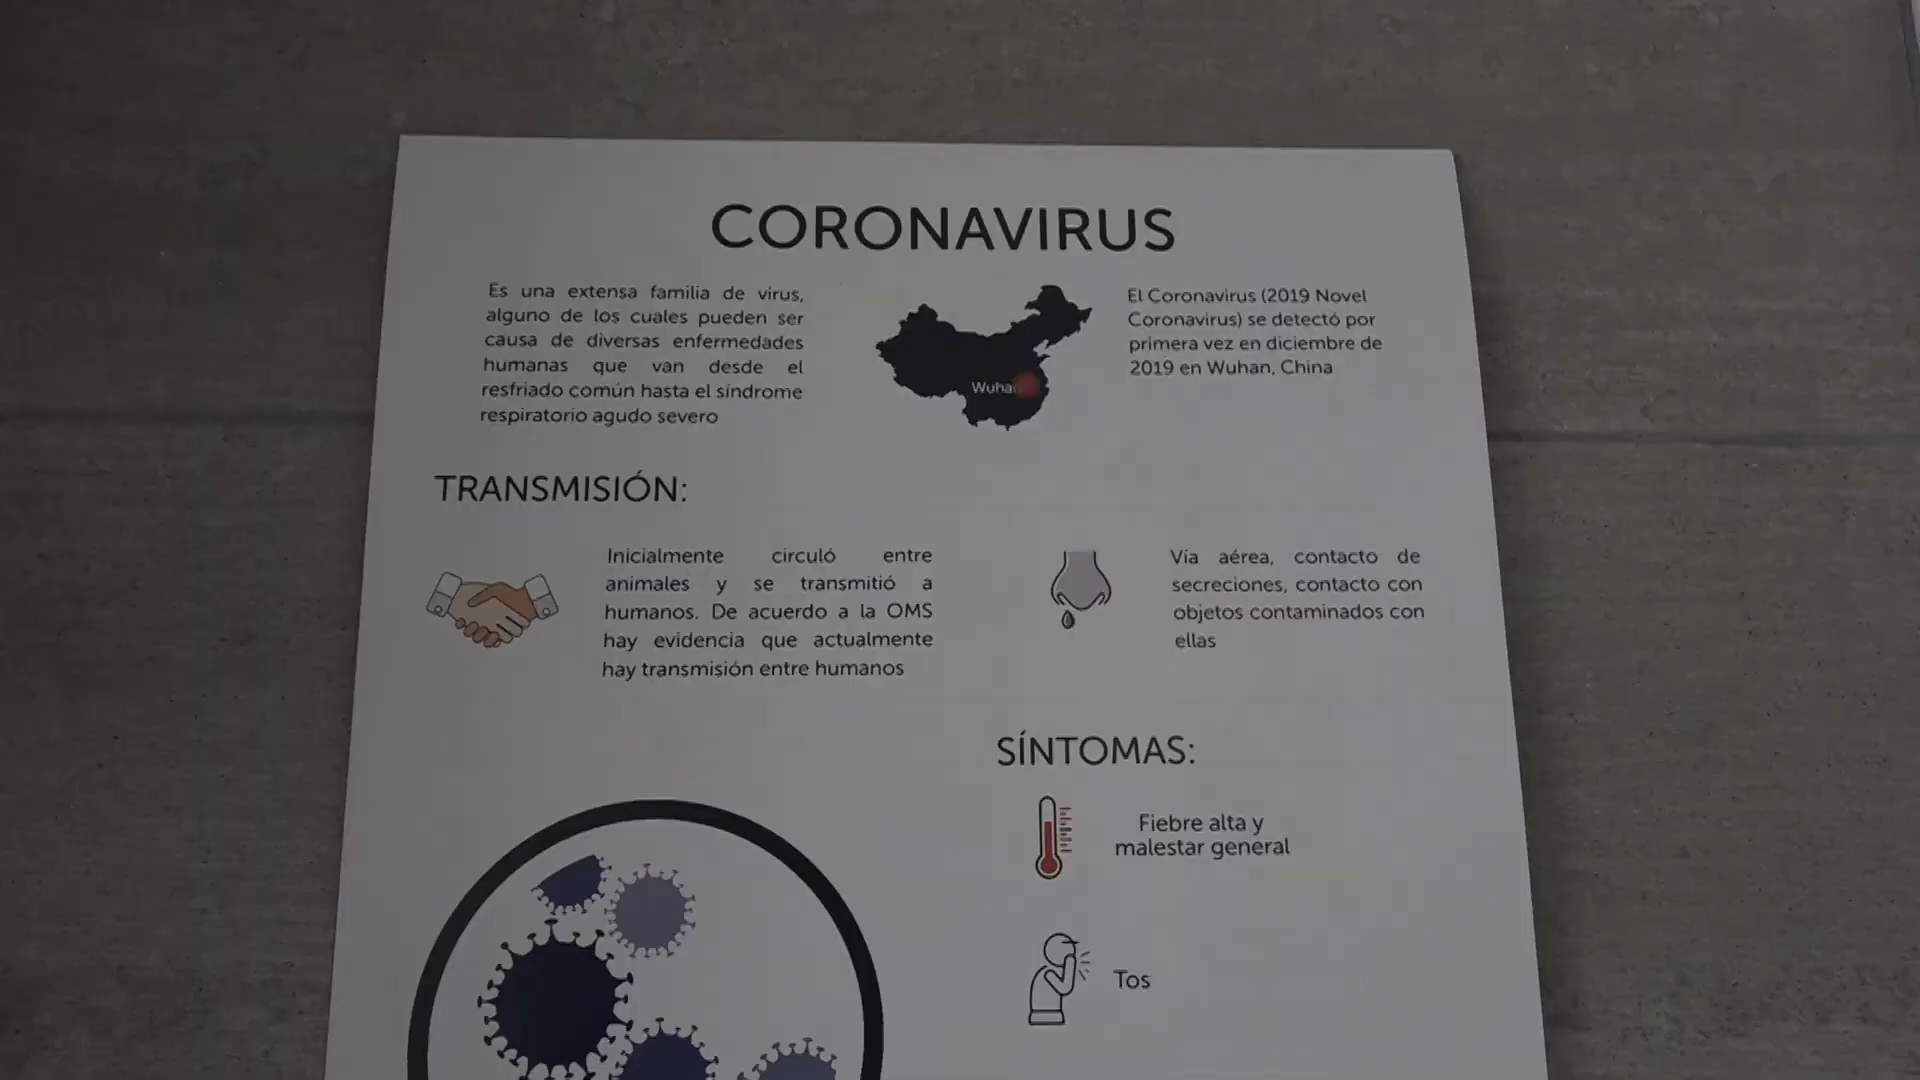 CORONAVIRUS
Es una extensa familia de virus,
alguno de los cuales pueden ser
causa de diversas enfermedades
humanas que van desde el
resfriado común hasta el síndrome
respiratorio agudo severo
Wuha
El Coronavirus (2019 Novel
Coronavirus) se detectó por
primera vez en diciembre de
2019 en Wuhan, China
TRANSMISIÓN:
Inicialmente circuló entre
animales y se transmitió a
humanos. De acuerdo a la OMS
hay evidencia que actualmente
hay transmisión entre humanos
Vía aérea, contacto de
secreciones, contacto con
objetos contaminados con
ellas
SÍNTOMAS:
Fiebre alta y
malestar general
Tos